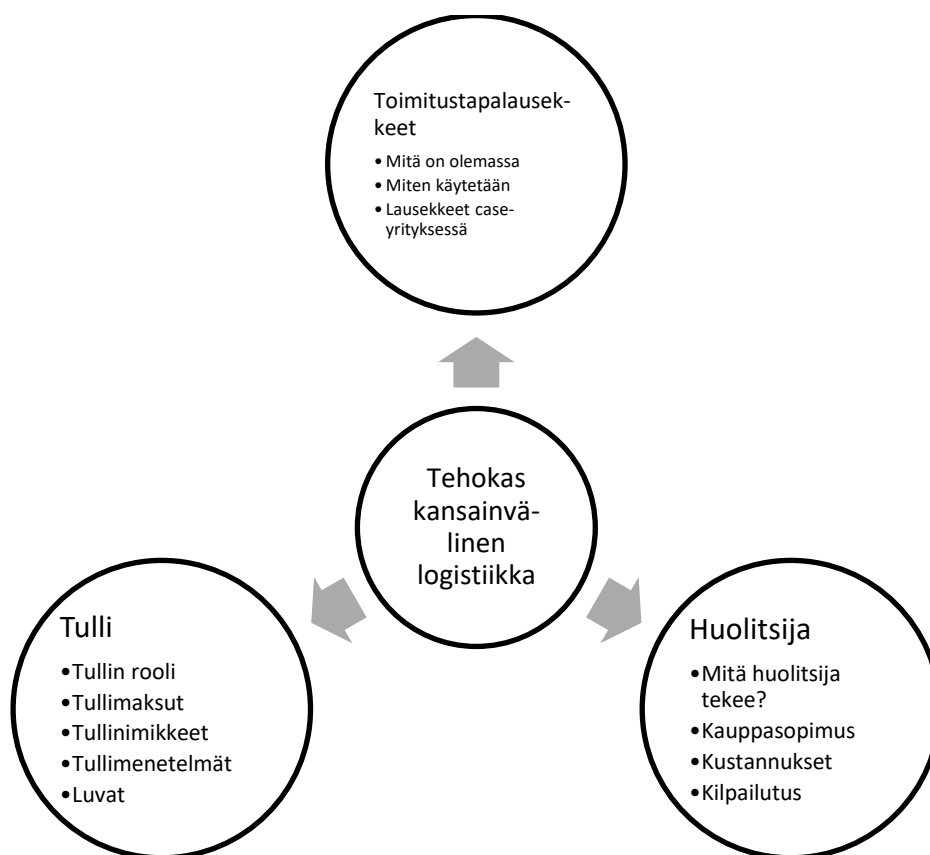 Toimitustapalausek-
keet
•Mitä on olemassa
•Miten käytetään
•Lausekkeet case-
yrityksessä
Tehokas
kansainvä-
linen
logistiikka
Tulli
•Tullin rooli
•Tullimaksut
•Tullinimikkeet
•Tullimenetelmät
•Luvat
Huolitsija
•Mitä huolitsija
tekee?
•Kauppasopimus
•Kustannukset
•Kilpailutus